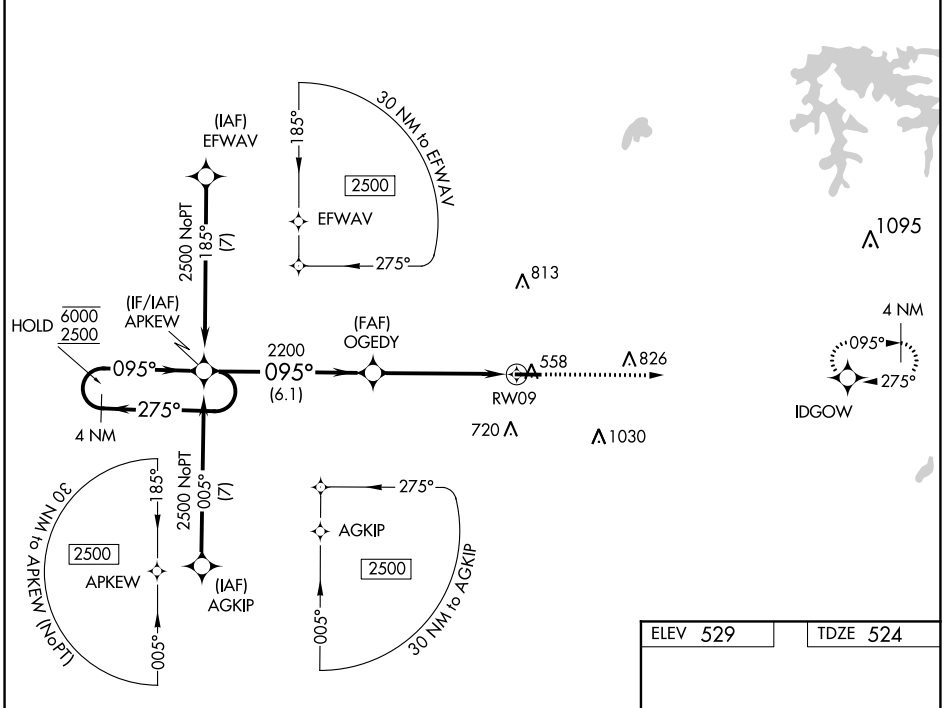 (IAF)
EFWAV
2500 NoPT
185°
(7)
185°
30 NM to EFWAV
2500
EFWAV
275°
1095
813
(IF/IAF)
APKEW
HOLD 6000
2500
095°
275°
4 NM
2200
095°
(6.1)
(FAF)
OGEDY
558
RW09
826
720
1030
4 NM
095°
275°
IDGOW
30 NM to APKEW (NoPT)
185°
2500
APKEW
005°
2500 NoPT
005°
(7)
(IAF)
AGKIP
275°
AGKIP
2500
005°
30 NM to AGKIP
ELEV 529
TDZE 524